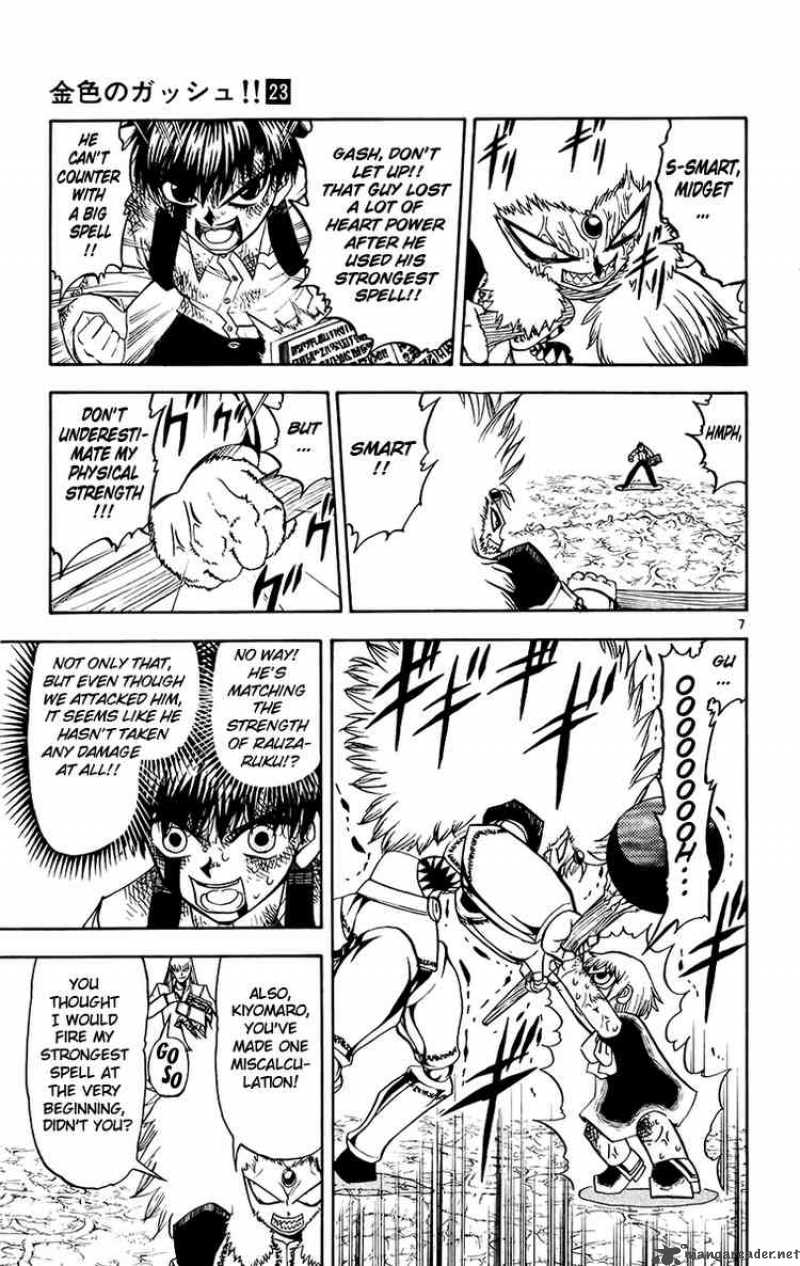 金色のガッシュ!! 23
S-SMART,
MIDGET
...
GASH, DON'T
LET UP!!
THAT GUY LOST
A LOT OF
HEART POWER
AFTER HE
USED HIS
STRONGEST
SPELL!!
HE
CAN'T
COUNTER
WITH
A BIG
SPELL
!!
HMPH,
SMART
!!
BUT
...
DON'T
UNDERESTI-
MATE MY
PHYSICAL
STRENGTH
!!!
7
GU
...
OOOOOOOOH...
NO WAY!
HE'S
MATCHING
THE
STRENGTH
OF RAUZA-
RUKU!?
NOT ONLY THAT,
BUT EVEN THOUGH
WE ATTACKED HIM,
IT SEEMS LIKE HE
HASN'T TAKEN
ANY DAMAGE
AT ALL!!
ALSO,
KIYOMARO,
YOU'VE
MADE ONE
MISCALCU-
LATION!
GO
SO
YOU
THOUGHT
I WOULD
FIRE MY
STRONGEST
SPELL AT
THE VERY
BEGINNING,
DIDN'T YOU?
mangareader.net